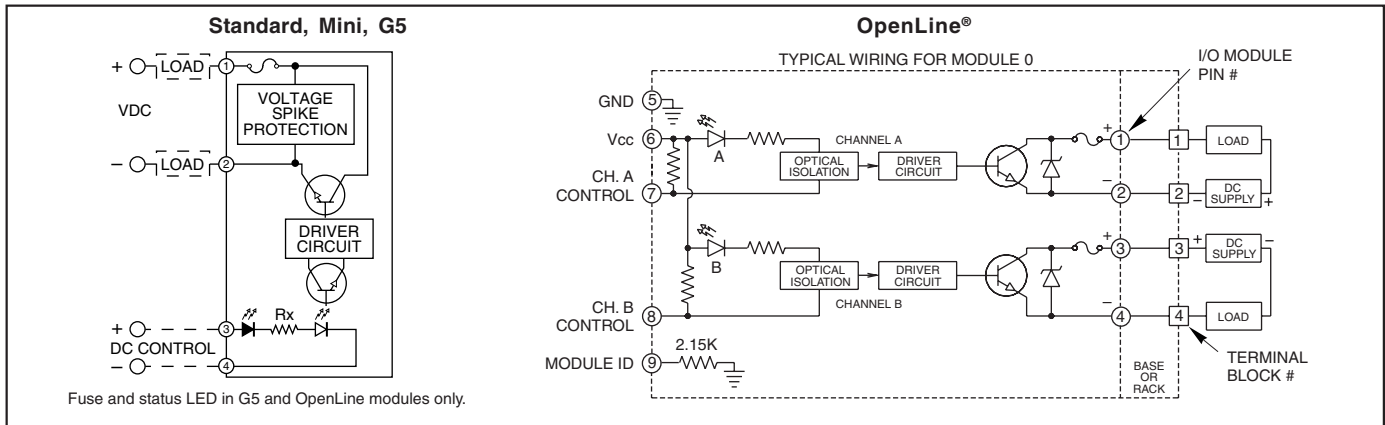 Standard, Mini, G5
+ LOAD 1
VDC
VOLTAGE
SPIKE
PROTECTION
− LOAD 2
DRIVER
CIRCUIT
+ 3 Rx
DC CONTROL
− 4
Fuse and status LED in G5 and OpenLine modules only.
OpenLine®
TYPICAL WIRING FOR MODULE 0
I/O MODULE
PIN #
GND 5
Vcc 6
A
CHANNEL A
OPTICAL
ISOLATION
DRIVER
CIRCUIT
+ 1 1 LOAD
CH. A
CONTROL 7
− 2 2 − DC
SUPPLY +
B
OPTICAL
ISOLATION
DRIVER
CIRCUIT
CHANNEL B
+ 3 3 + DC
SUPPLY −
CH. B
CONTROL 8
− 4 4 LOAD
MODULE ID 9 2.15K
BASE
OR
RACK
TERMINAL
BLOCK #